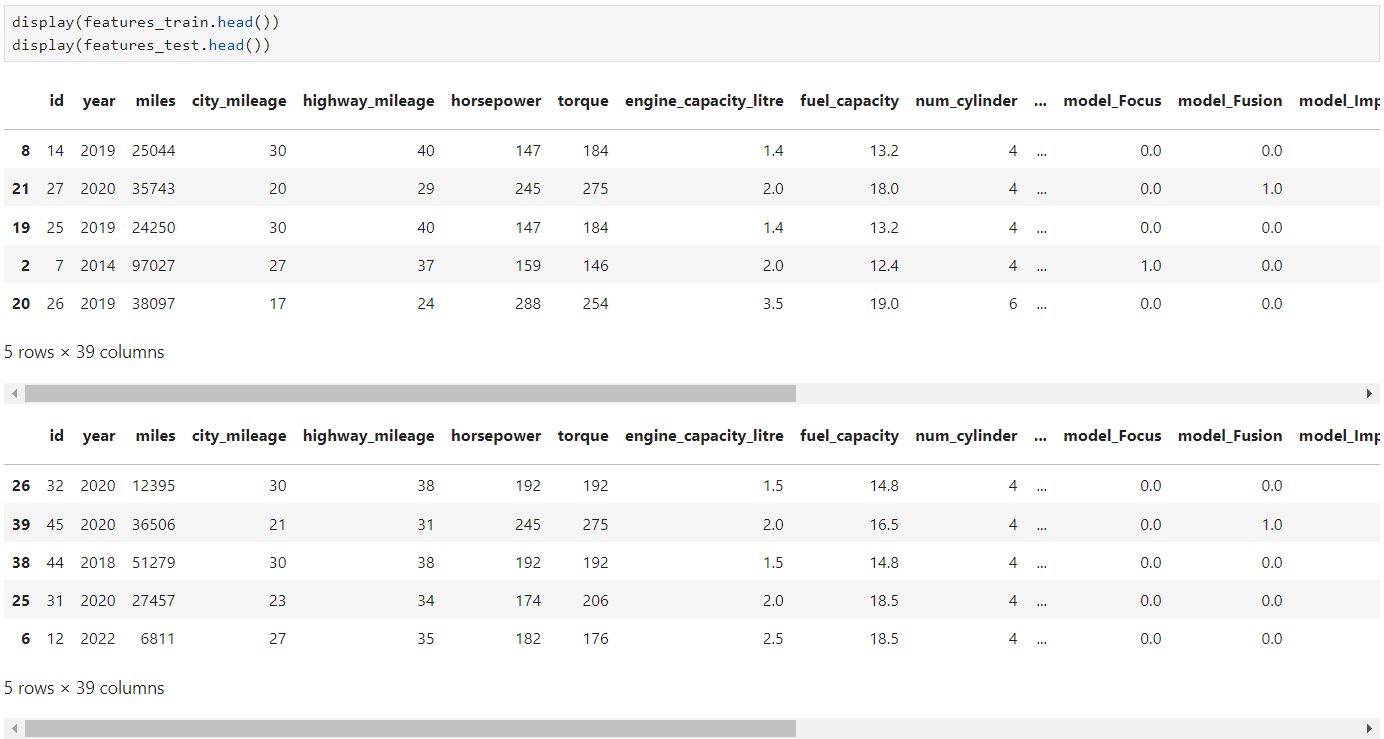 display(features_train.head())
display(features_test.head())
id year miles city_mileage highway_mileage horsepower torque engine_capacity_litre fuel_capacity num_cylinder ... model_Focus model_Fusion model_Imp
8 14 2019 25044 30 40 147 184 1.4 13.2 4 ... 0.0 0.0
21 27 2020 35743 20 29 245 275 2.0 18.0 4 ... 0.0 1.0
19 25 2019 24250 30 40 147 184 1.4 13.2 4 ... 0.0 0.0
2 7 2014 97027 27 37 159 146 2.0 12.4 4 ... 1.0 0.0
20 26 2019 38097 17 24 288 254 3.5 19.0 6 ... 0.0 0.0
5 rows × 39 columns
id year miles city_mileage highway_mileage horsepower torque engine_capacity_litre fuel_capacity num_cylinder ... model_Focus model_Fusion model_Imp
26 32 2020 12395 30 38 192 192 1.5 14.8 4 ... 0.0 0.0
39 45 2020 36506 21 31 245 275 2.0 16.5 4 ... 0.0 1.0
38 44 2018 51279 30 38 192 192 1.5 14.8 4 ... 0.0 0.0
25 31 2020 27457 23 34 174 206 2.0 18.5 4 ... 0.0 0.0
6 12 2022 6811 27 35 182 176 2.5 18.5 4 ... 0.0 0.0
5 rows × 39 columns